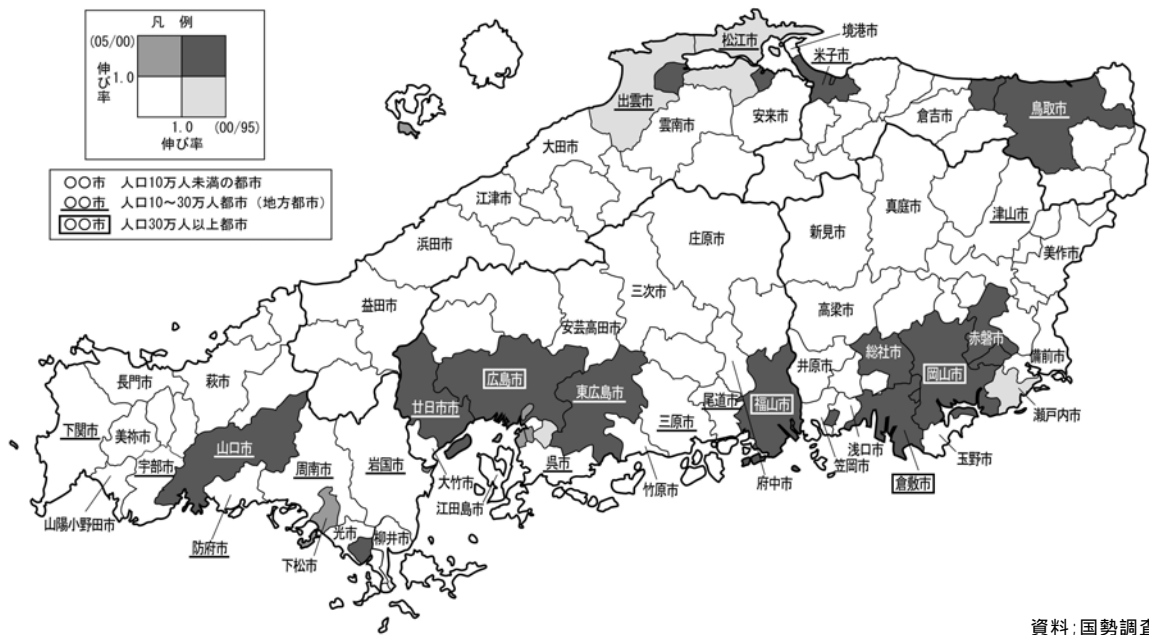 凡 例
(05/00)
伸び率
1.0
1.0
(00/95)
伸び率
○○市 人口10万人未満の都市
○○市 人口10~30万人都市(地方都市)
○○市 人口30万人以上都市
松江市
境港市
米子市
出雲市
雲南市
安来市
倉吉市
鳥取市
大田市
江津市
浜田市
益田市
庄原市
新見市
真庭市
津山市
美作市
三次市
安芸高田市
高梁市
総社市
赤磐市
備前市
井原市
岡山市
瀬戸内市
長門市
萩市
広島市
東広島市
廿日市市
尾道市
福山市
三原市
下関市
美祢市
山口市
宇部市
周南市
岩国市
大竹市
江田島市
呉市
竹原市
府中市
笠岡市
浅口市
倉敷市
玉野市
山陽小野田市
防府市
下松市
光市
柳井市
資料:国勢調査